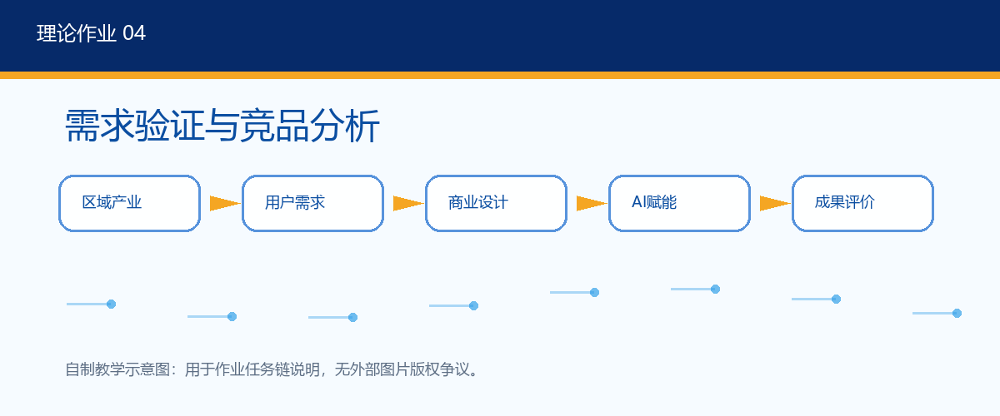 理论作业 04
需求验证与竞品分析
区域产业
用户需求
商业设计
AI赋能
成果评价
自制教学示意图：用于作业任务链说明，无外部图片版权争议。